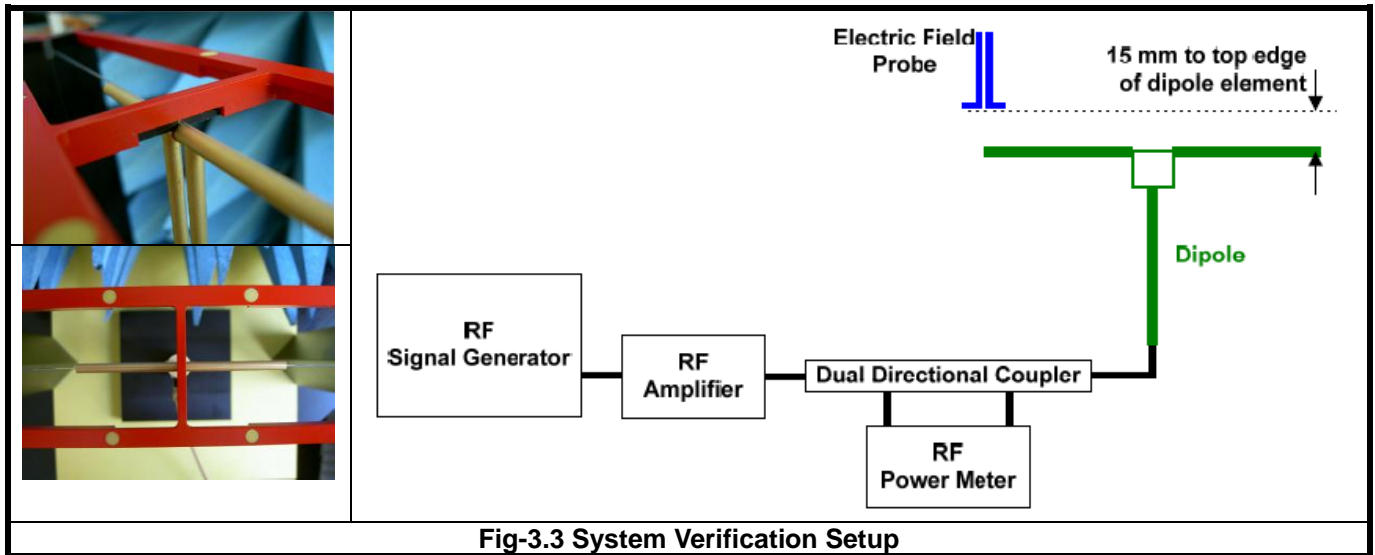 Electric Field
Probe
15 mm to top edge
of dipole element
Dipole
RF
Signal Generator
RF
Amplifier
Dual Directional Coupler
RF
Power Meter
Fig-3.3 System Verification Setup